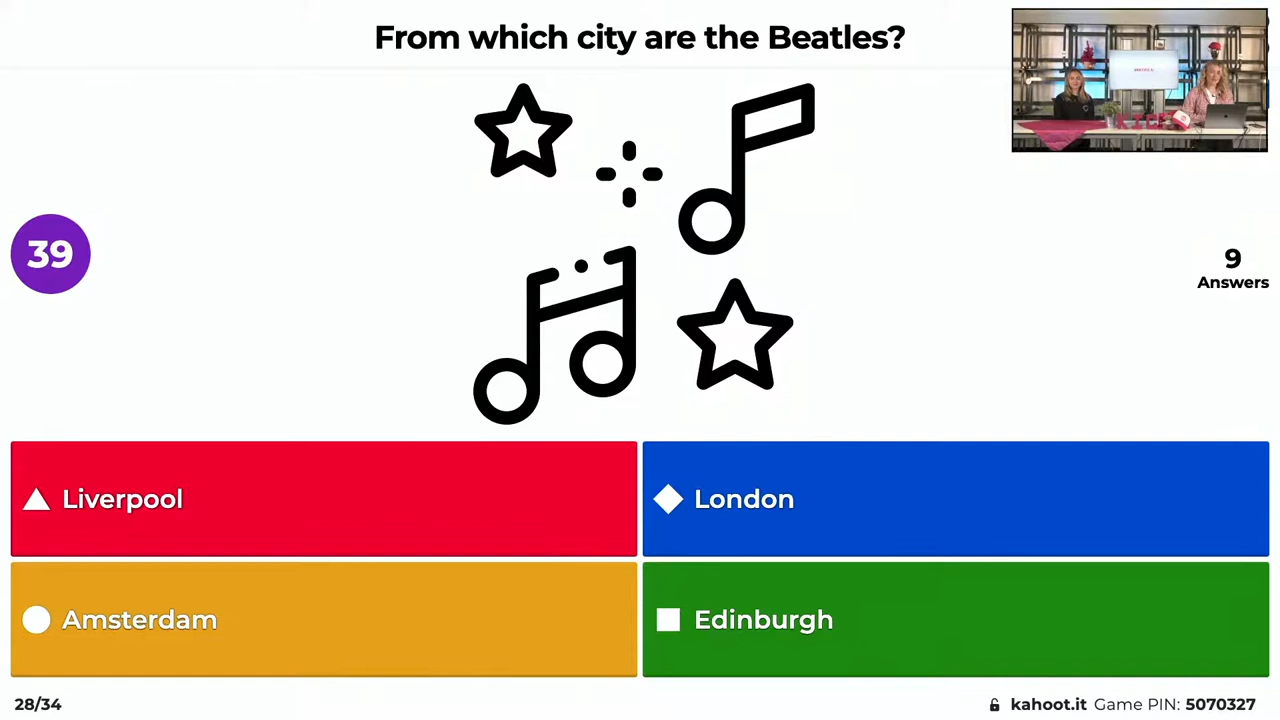 From which city are the Beatles?
39
9
Answers
Liverpool
London
Amsterdam
Edinburgh
28/34
kahoot.it Game PIN: 5070327